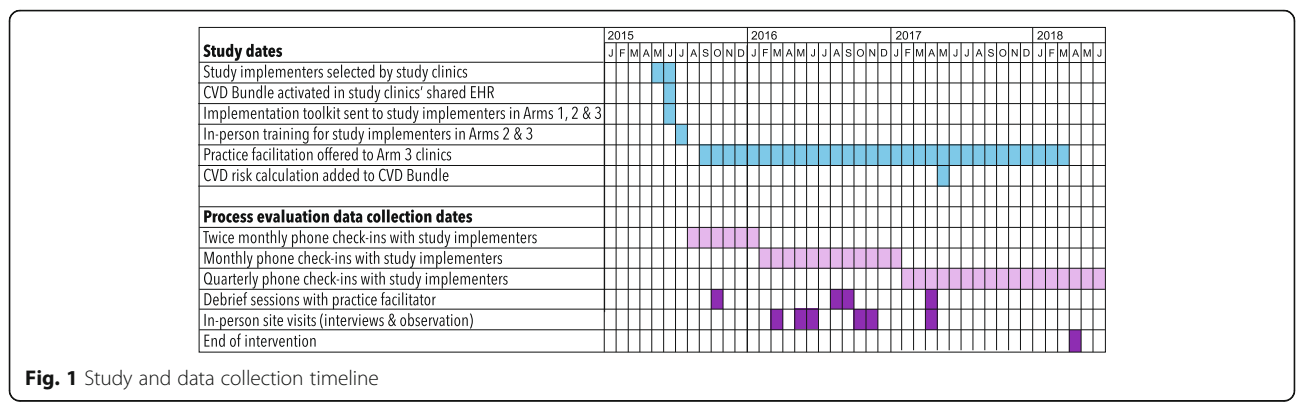 2015 2016 2017 2018
Study dates J F M A M J J A S O N D J F M A M J J A S O N D J F M A M J J A S O N D J F M A M J
Study implementers selected by study clinics
CVD Bundle activated in study clinics’ shared EHR
Implementation toolkit sent to study implementers in Arms 1, 2 & 3
In-person training for study implementers in Arms 2 & 3
Practice facilitation offered to Arm 3 clinics
CVD risk calculation added to CVD Bundle
Process evaluation data collection dates
Twice monthly phone check-ins with study implementers
Monthly phone check-ins with study implementers
Quarterly phone check-ins with study implementers
Debrief sessions with practice facilitator
In-person site visits (interviews & observation)
End of intervention
Fig. 1 Study and data collection timeline